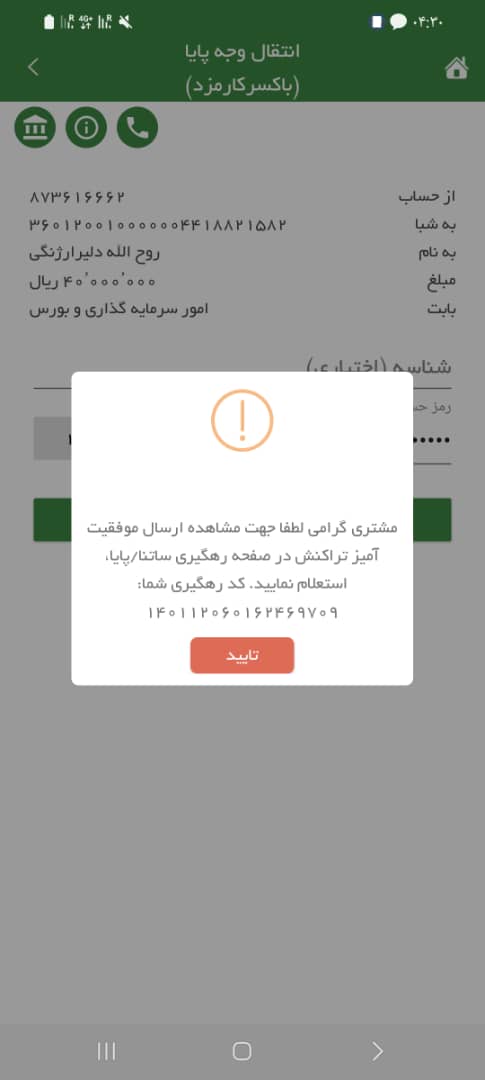 ۰۴:۳۰
انتقال وجه پایا
(باکسرکارمزد)
از حساب ۸۷۳۶۱۶۶۶۲
به شبا ۳۶۰۱۲۰۰۱۰۰۰۰۰۰۴۴۱۸۸۲۱۵۸۲
به نام روح الله دلیرارژنگی
مبلغ ۴۰٬۰۰۰٬۰۰۰ ریال
بابت امور سرمایه گذاری و بورس
شناسه (اختیاری)
رمز
مشتری گرامی لطفا جهت مشاهده ارسال موفقیت
آمیز تراکنش در صفحه رهگیری ساتنا/پایا،
استعلام نمایید. کد رهگیری شما:
۱۴۰۱۱۲۰۶۰۱۶۲۴۶۹۷۰۹
تایید